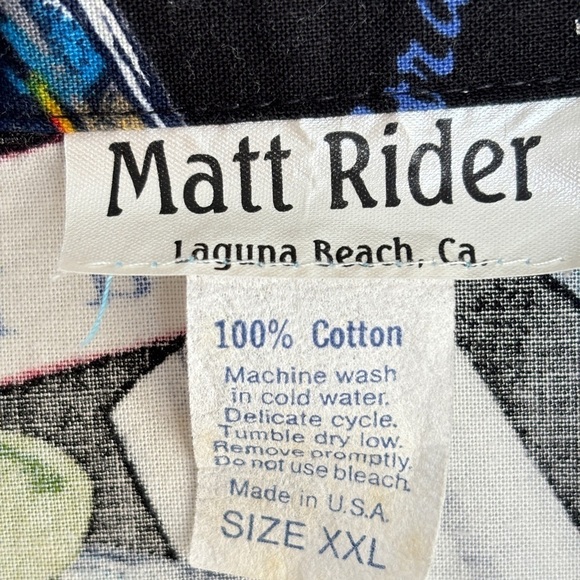 Matt Rider
Laguna Beach, Ca.
100% Cotton
Machine wash
in cold water.
Delicate cycle.
Tumble dry low.
Remove promptly.
Do not use bleach.
Made in U.S.A.
SIZE XXL